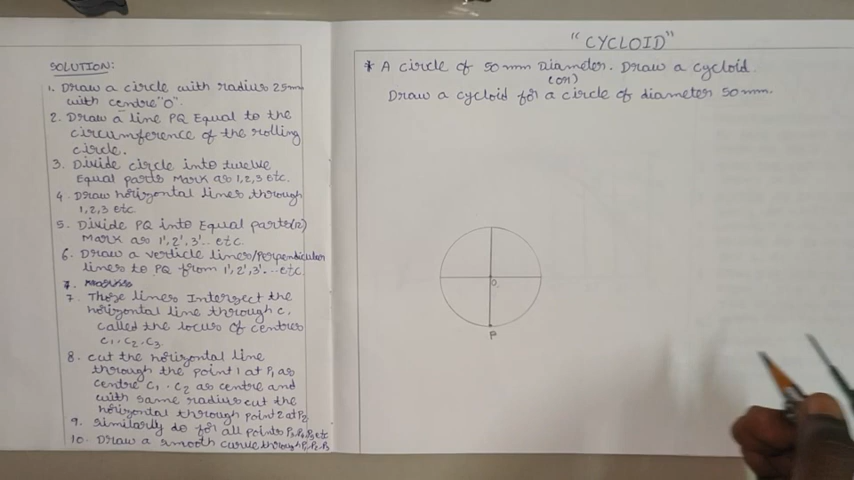 SOLUTION:
1. Draw a circle with radius 25mm
with centre "O".
2. Draw a line PQ Equal to the
circumference of the rolling
circle.
3. Divide circle into twelve
Equal parts Mark as 1,2,3 etc.
4. Draw horizontal lines through
1,2,3 etc.
5. Divide PQ into Equal parts(12)
Mark as 1',2',3'... etc
6. Draw a verticle lines/Perpendicular
lines to PQ from 1',2',3'...etc.
7. These lines Intersect the
horizontal line through C,
called the locus of centres
C1.C2.C3.
8. cut the horizontal line
through the point 1 at P1 as
centre C1. C2 as centre and
with same radius cut the
horizontal through point 2 at P2
9. similarly do for all points P3,P4,P5 etc
10. Draw a smooth curve through P1,P2,P3
"CYCLOID"
* A circle of 50mm Diameter. Draw a cycloid.
(or)
Draw a cycloid for a circle of diameter 50mm.
O
P